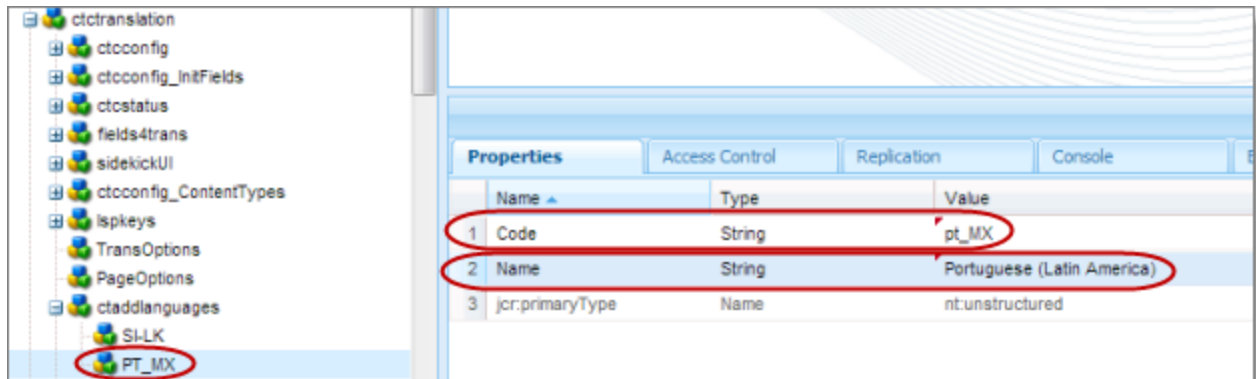 ctctranslation
ctcconfig
ctcconfig_InitFields
ctcstatus
fields4trans
sidekickUI
ctcconfig_ContentTypes
lspkeys
TransOptions
PageOptions
ctaddlanguages
SI-LK
PT_MX
Properties Access Control Replication Console
Name Type Value
1 Code String pt_MX
2 Name String Portuguese (Latin America)
3 jcr:primaryType Name nt:unstructured